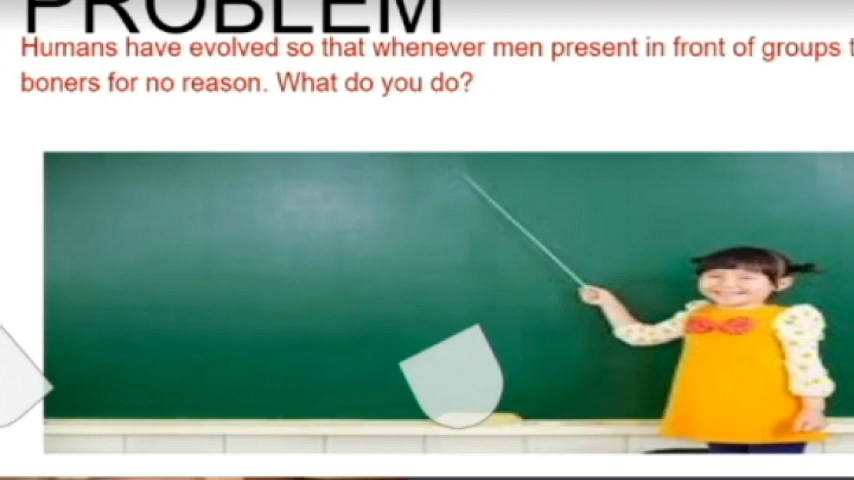 PROBLEM
Humans have evolved so that whenever men present in front of groups t
boners for no reason. What do you do?